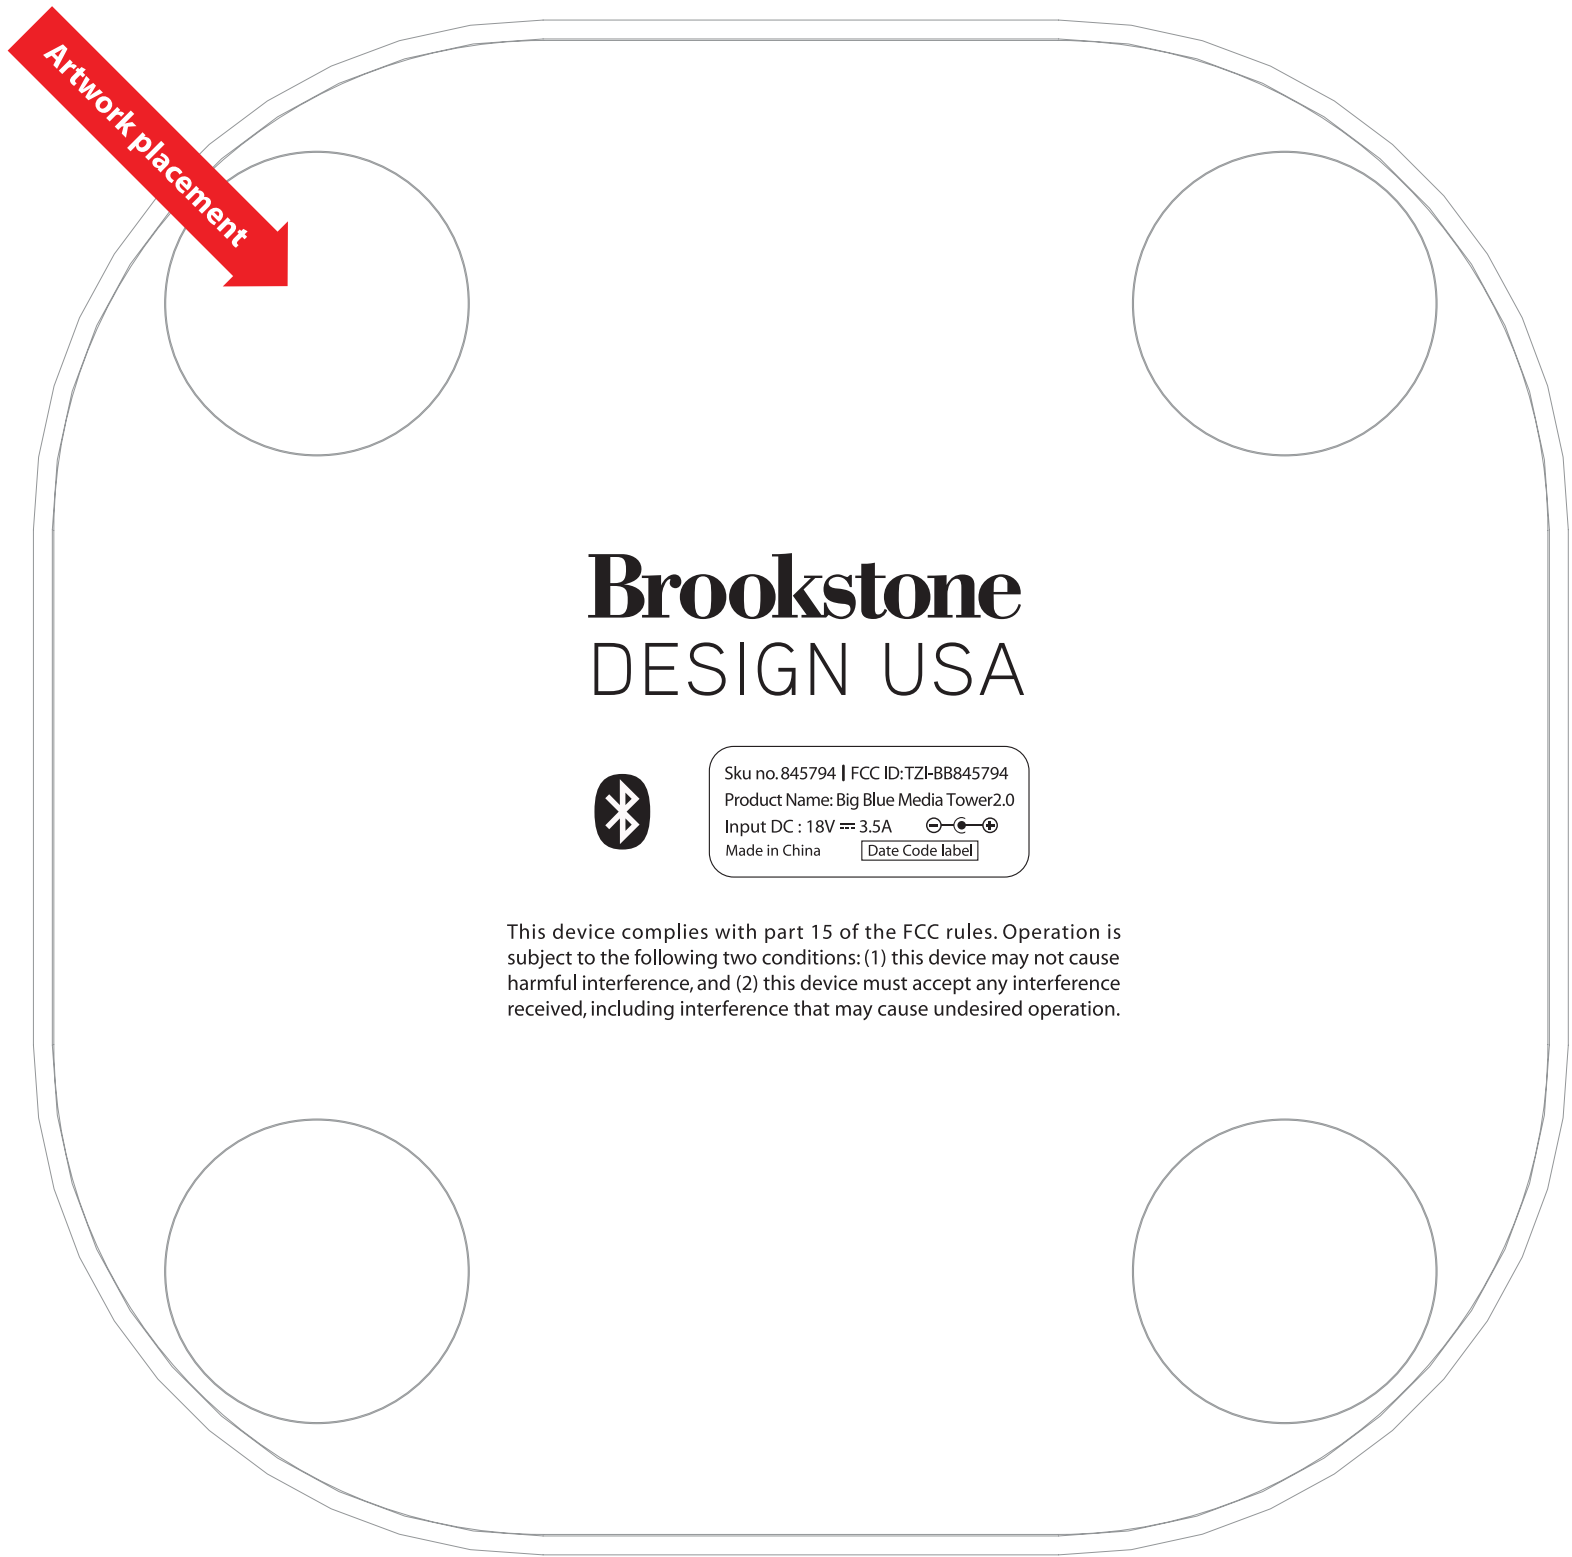 Artwork placement
Brookstone
DESIGN USA
Sku no. 845794 | FCC ID:TZI-BB845794
Product Name: Big Blue Media Tower2.0
Input DC : 18V ⎓ 3.5A
Made in China Date Code label
This device complies with part 15 of the FCC rules. Operation is
subject to the following two conditions: (1) this device may not cause
harmful interference, and (2) this device must accept any interference
received, including interference that may cause undesired operation.